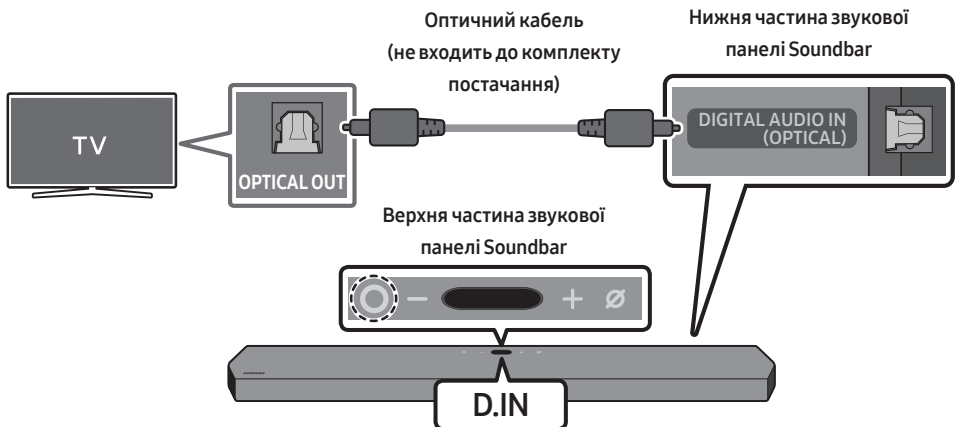 Оптичний кабель
(не входить до комплекту
постачання)
Нижня частина звукової
панелі Soundbar
TV
OPTICAL OUT
DIGITAL AUDIO IN
(OPTICAL)
Верхня частина звукової
панелі Soundbar
SAMSUNG
D.IN